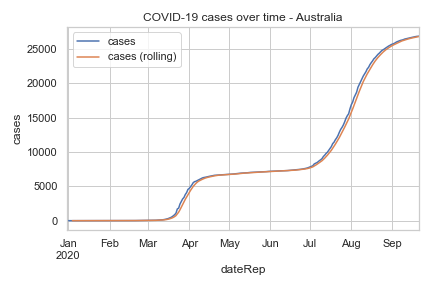 COVID-19 cases over time - Australia
cases
cases (rolling)
25000
20000
15000
10000
5000
0
cases
Jan Feb Mar Apr May Jun Jul Aug Sep
2020
dateRep